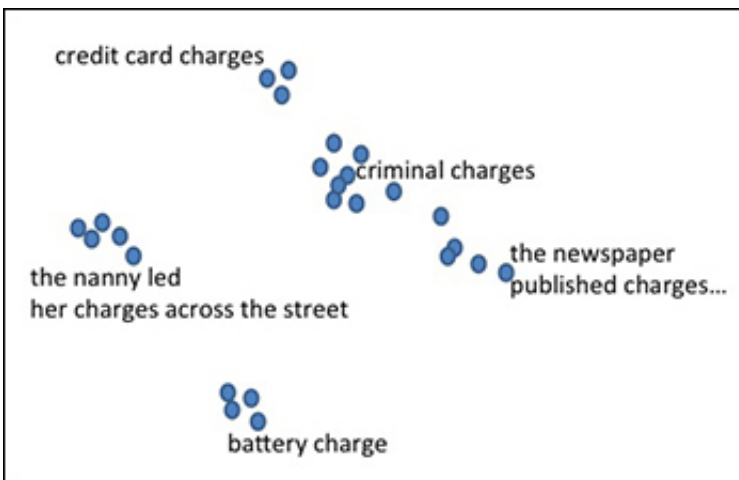 credit card charges
criminal charges
the newspaper
published charges...
the nanny led
her charges across the street
battery charge